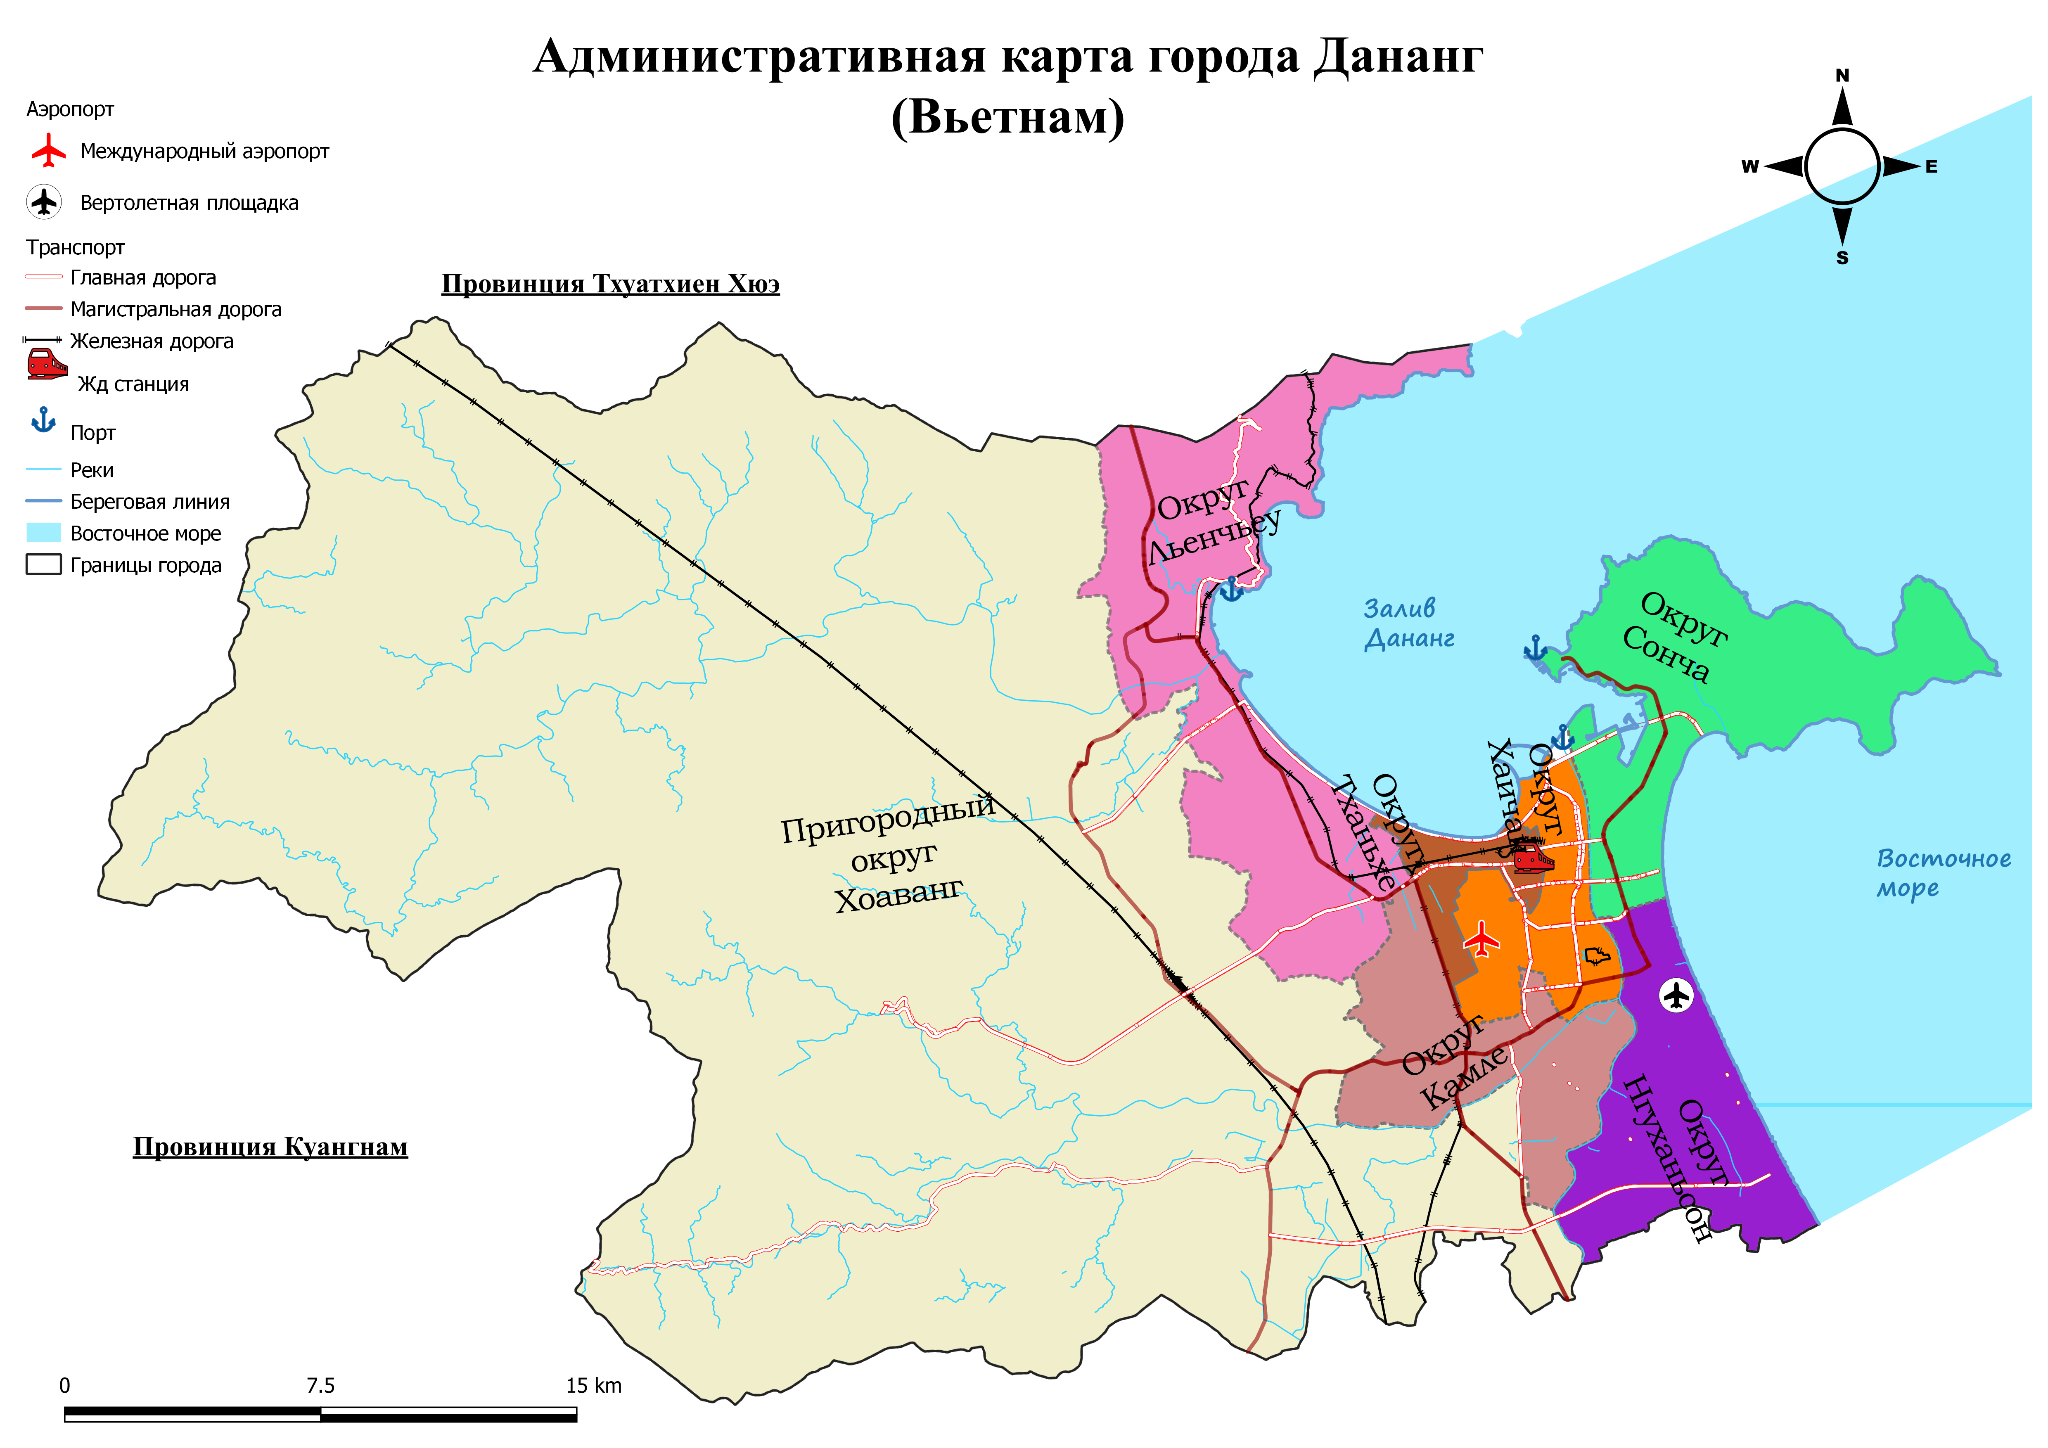 Административная карта города Дананг
(Вьетнам)
N
W
E
S
Аэропорт
Международный аэропорт
Вертолетная площадка
Транспорт
Главная дорога
Магистральная дорога
Железная дорога
Жд станция
Порт
Реки
Береговая линия
Восточное море
Границы города
Провинция Тхуатхиен Хюэ
Округ
Льенчьеу
Залив
Дананг
Округ
Сонча
Округ
Хаичау
Округ
Тханькхе
Пригородный
округ
Хоаванг
Восточное
море
Округ
Камле
Округ
Нгуханьсон
Провинция Куангнам
0
7.5
15 km